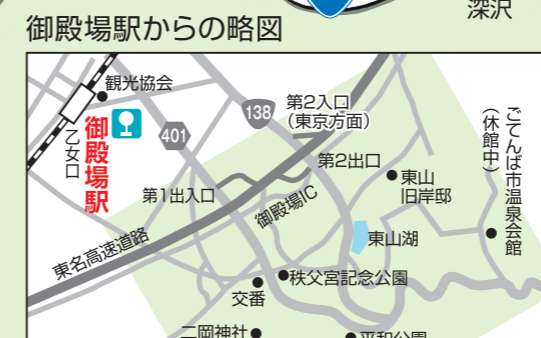 深沢
御殿場駅からの略図
観光協会
乙女口
御殿場駅
401
138
第2入口
(東京方面)
第2出口
第1出入口
御殿場IC
東名高速道路
東山
旧岸邸
ごてんば市温泉会館
(休館中)
東山湖
秩父宮記念公園
交番
二岡神社
平和公園